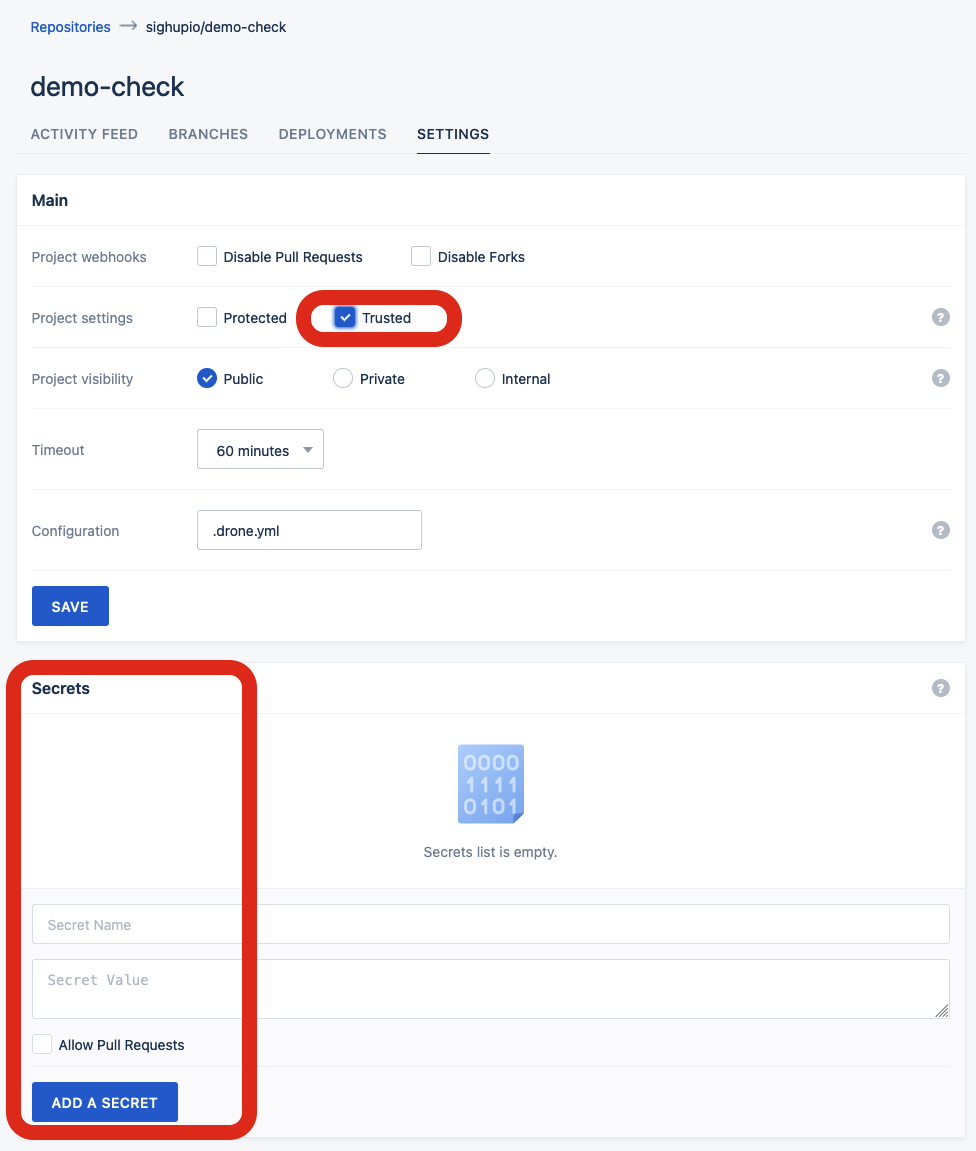 Repositories → sighupio/demo-check
demo-check
ACTIVITY FEED BRANCHES DEPLOYMENTS SETTINGS
Main
Project webhooks Disable Pull Requests Disable Forks
Project settings Protected Trusted ?
Project visibility Public Private Internal ?
Timeout 60 minutes
Configuration .drone.yml ?
SAVE
Secrets ?
0000
1111
0101
Secrets list is empty.
Secret Name
Secret Value
Allow Pull Requests
ADD A SECRET